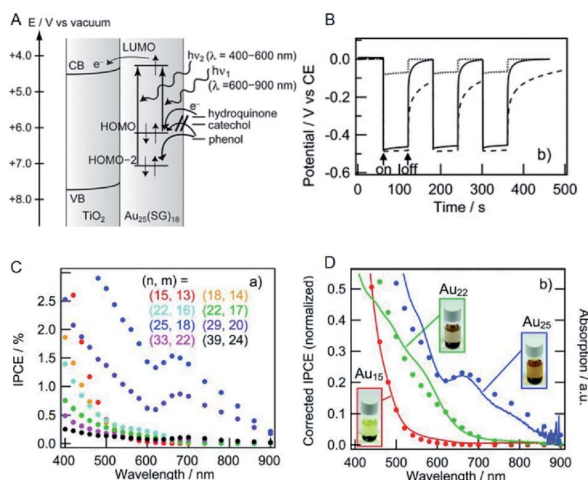 A
E / V vs vacuum
LUMO
hν₂ (λ = 400–600 nm)
e⁻
CB
+5.0
hν₁
(λ =600–900 nm)
e⁻
hydroquinone
catechol
phenol
+6.0
HOMO
HOMO−2
+7.0
+8.0
VB
TiO₂
Au₂₅(SG)₁₈
B
Potential / V vs CE
0.0
-0.2
-0.4
-0.6
on
off
b)
0 100 200 300 400 500
Time / s
C
a)
(n, m) =
(15, 13) (18, 14)
(22, 16) (22, 17)
(25, 18) (29, 20)
(33, 22) (39, 24)
IPCE / %
2.5
2.0
1.5
1.0
0.5
0.0
400 500 600 700 800 900
Wavelength / nm
D
b)
Corrected IPCE (normalized)
Absorption / a.u.
0.5
0.4
0.3
0.2
0.1
0.0
Au₂₂
Au₂₅
Au₁₅
400 500 600 700 800 900
Wavelength / nm